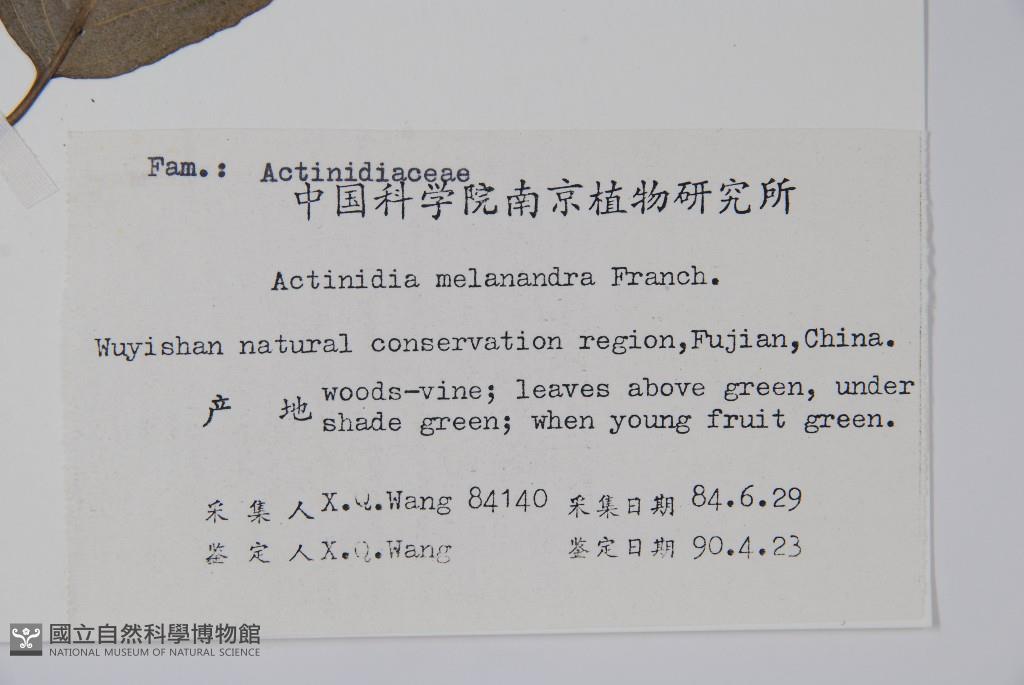 Fam.: Actinidiaceae
中国科学院南京植物研究所
Actinidia melanandra Franch.
Wuyishan natural conservation region,Fujian,China.
产 地 woods-vine; leaves above green, under
shade green; when young fruit green.
采 集 人 X.Q.Wang 84140 采集日期 84.6.29
鉴 定 人 X.Q.Wang 鉴定日期 90.4.23
國立自然科學博物館
NATIONAL MUSEUM OF NATURAL SCIENCE